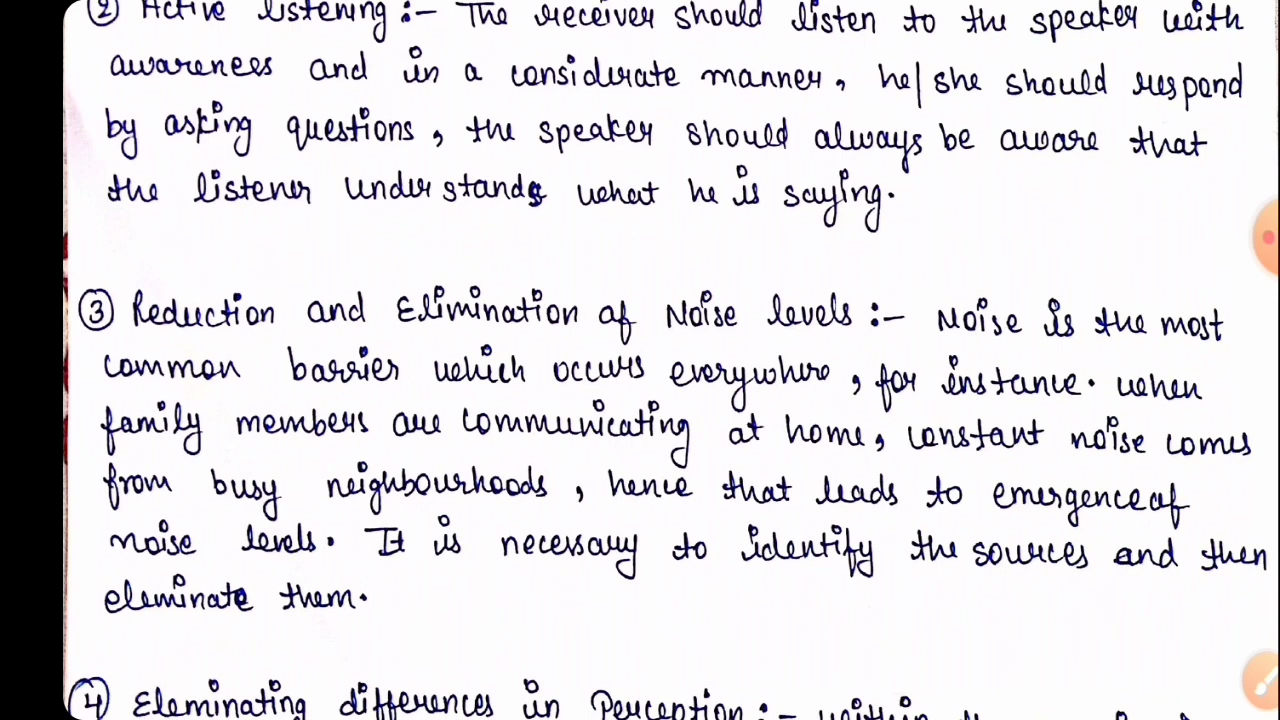 ② Active listening :- The receiver should listen to the speaker with
awareness and in a considerate manner, he/she should respond
by asking questions, the speaker should always be aware that
the listener understands what he is saying.
③ Reduction and Elimination of Noise levels :- Noise is the most
common barrier which occurs everywhere, for instance. when
family members are communicating at home, constant noise comes
from busy neighbourhoods, hence that leads to emergence of
noise levels. It is necessary to identify the sources and then
eleminate them.
④ Eleminating differences in Perception :- within